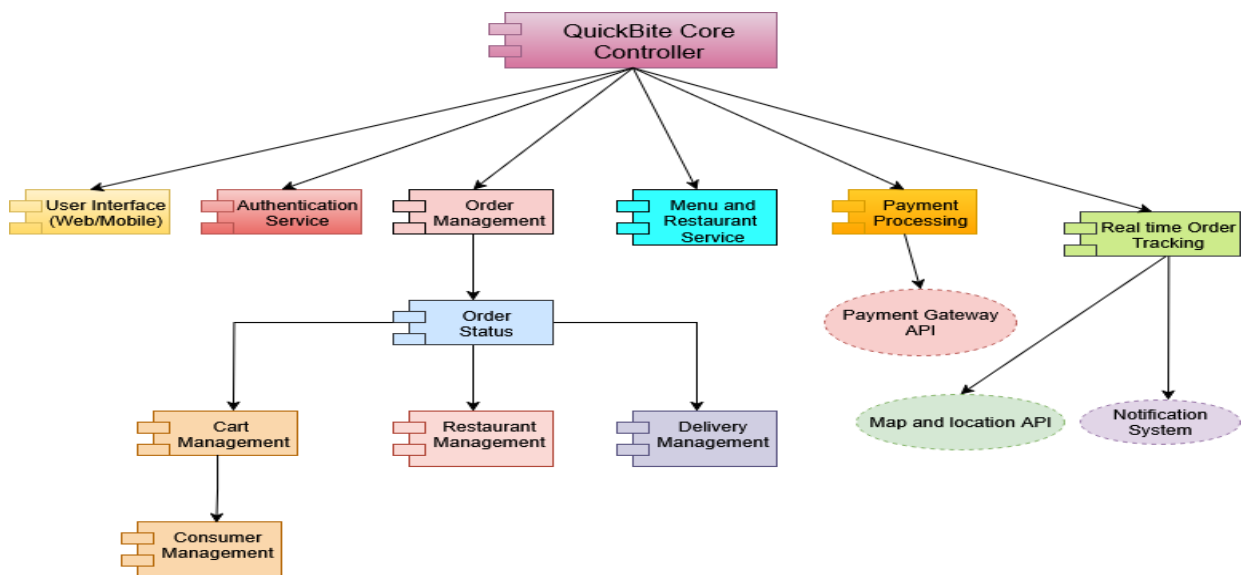 QuickBite Core
Controller
User Interface
(Web/Mobile)
Authentication
Service
Order
Management
Menu and
Restaurant
Service
Payment
Processing
Real time Order
Tracking
Order
Status
Payment Gateway
API
Cart
Management
Restaurant
Management
Delivery
Management
Map and location API
Notification
System
Consumer
Management